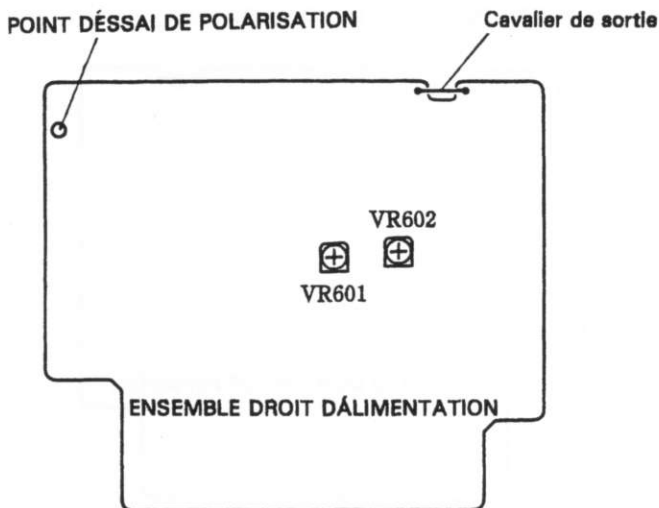 POINT DÉSSAI DE POLARISATION
Cavalier de sortie
VR602
VR601
ENSEMBLE DROIT DÁLIMENTATION